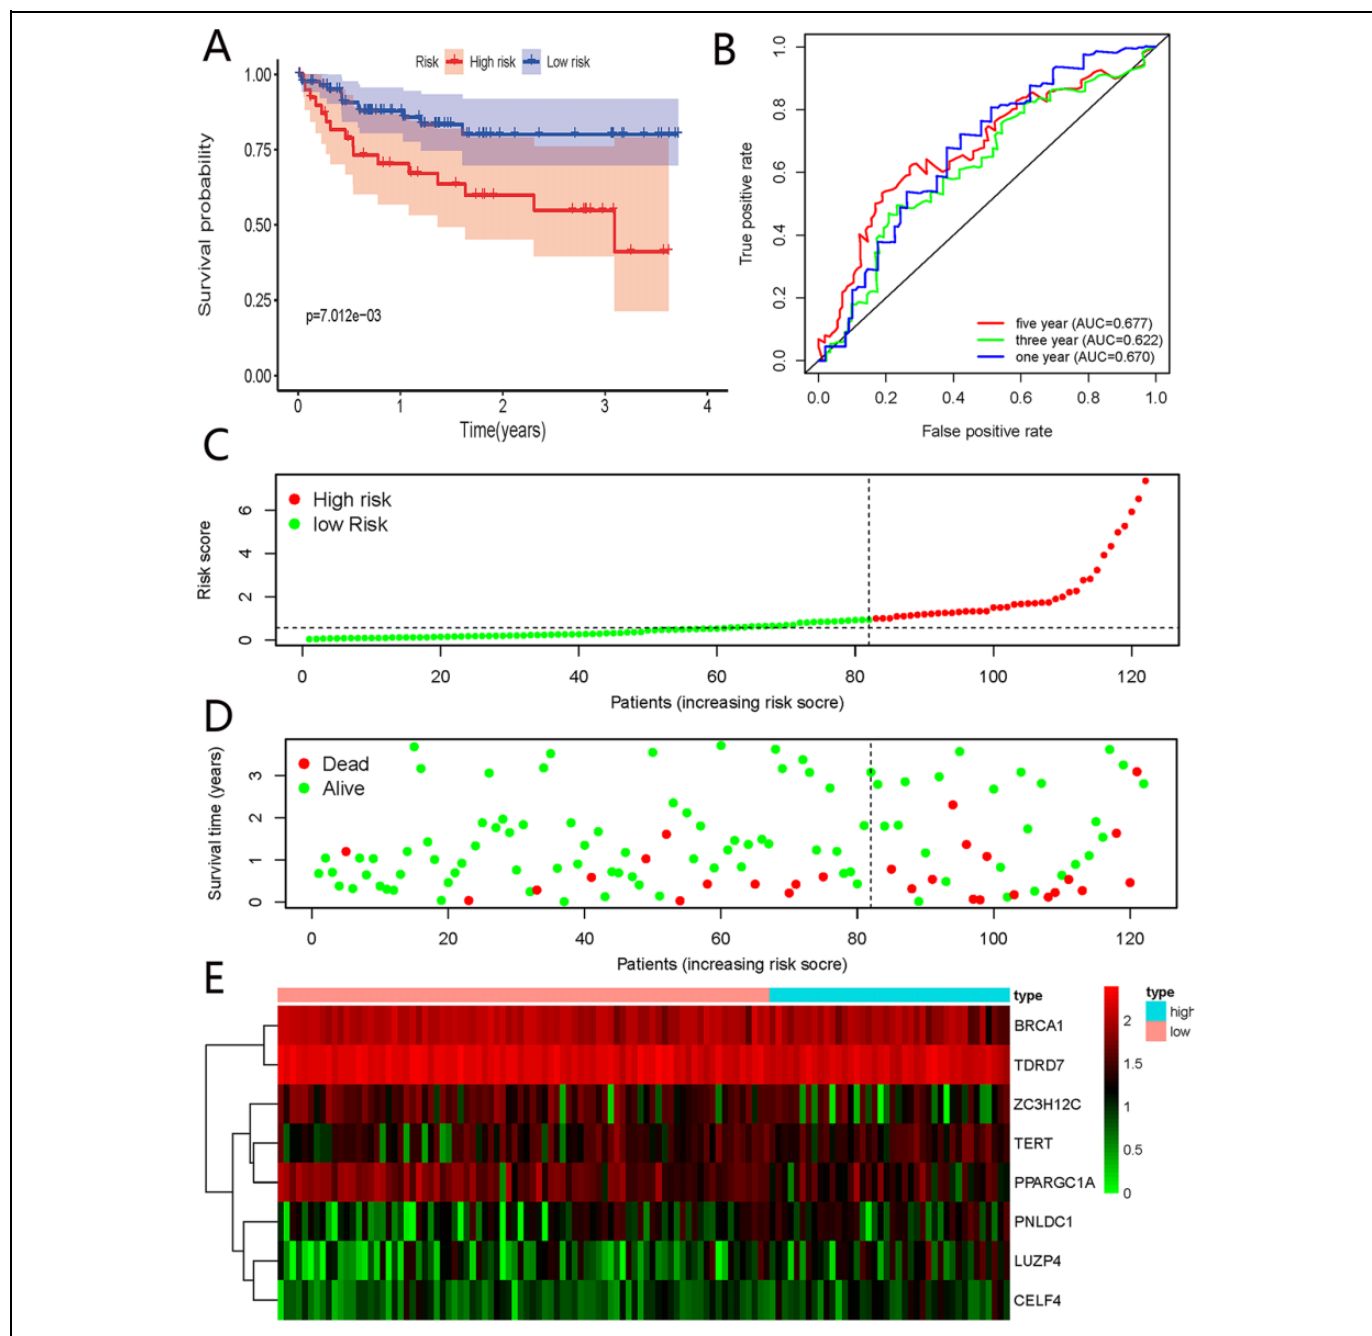 A
Risk High risk Low risk
1.00
0.75
0.50
0.25
0.00
Survival probability
p=7.012e−03
0 1 2 3 4
Time(years)
B
1.0
0.8
0.6
0.4
0.2
0.0
True positive rate
five year (AUC=0.677)
three year (AUC=0.622)
one year (AUC=0.670)
0.0 0.2 0.4 0.6 0.8 1.0
False positive rate
C
High risk
low Risk
6
4
2
0
Risk score
0 20 40 60 80 100 120
Patients (increasing risk socre)
D
Dead
Alive
3
2
1
0
Survival time (years)
0 20 40 60 80 100 120
Patients (increasing risk socre)
E
type
BRCA1
TDRD7
ZC3H12C
TERT
PPARGC1A
PNLDC1
LUZP4
CELF4
2
1.5
1
0.5
0
type
high
low